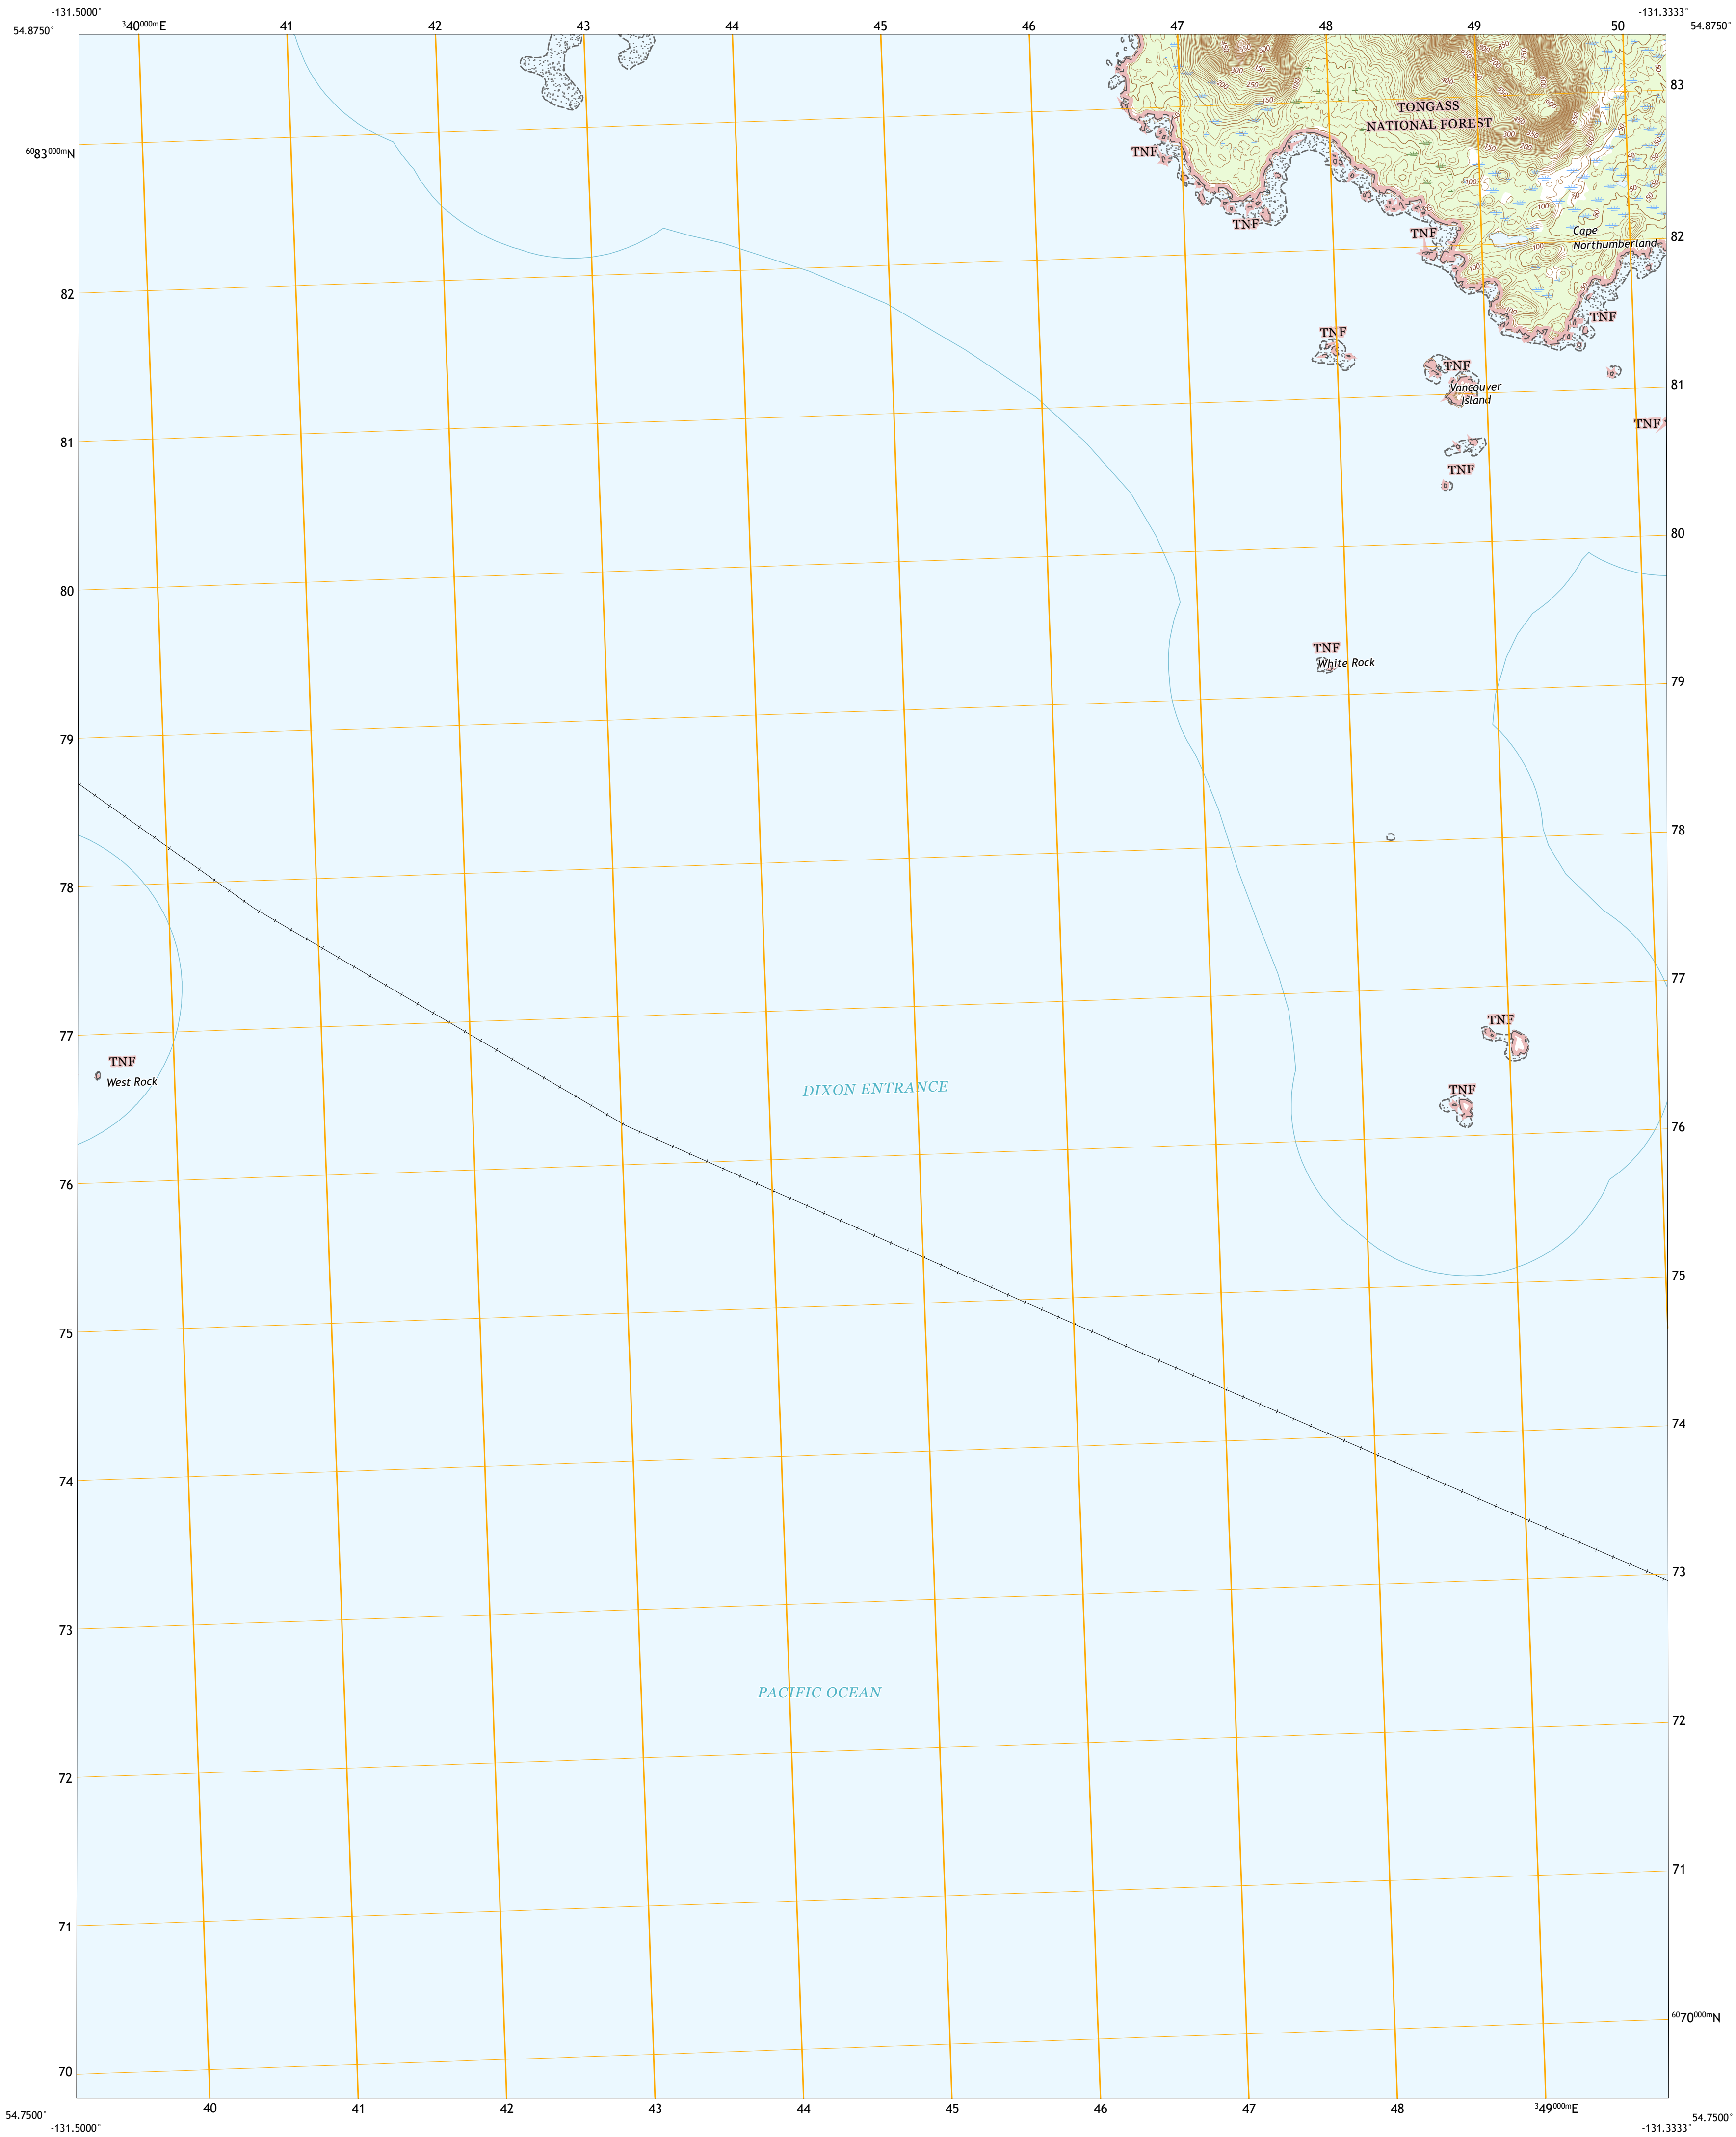 -131.5000°
-131.3333°
54.8750°
³40⁰⁰⁰ᵐE 41 42 43 44 45 46 47 48 49 50
54.8750°
83
TONGASS
NATIONAL FOREST
TNF
⁶⁰83⁰⁰⁰ᵐN
TNF
Cape
Northumberland
TNF
82
82
TNF
TNF
TNF
Vancouver
Island
81
TNF
81
TNF
80
80
TNF
White Rock
79
79
78
78
77
TNF
77
TNF
West Rock
DIXON ENTRANCE
TNF
76
76
75
75
74
74
73
73
PACIFIC OCEAN
72
72
71
71
⁶⁰70⁰⁰⁰ᵐN
70
54.7500°
40 41 42 43 44 45 46 47 48 ³49⁰⁰⁰ᵐE
54.7500°
-131.5000°
-131.3333°